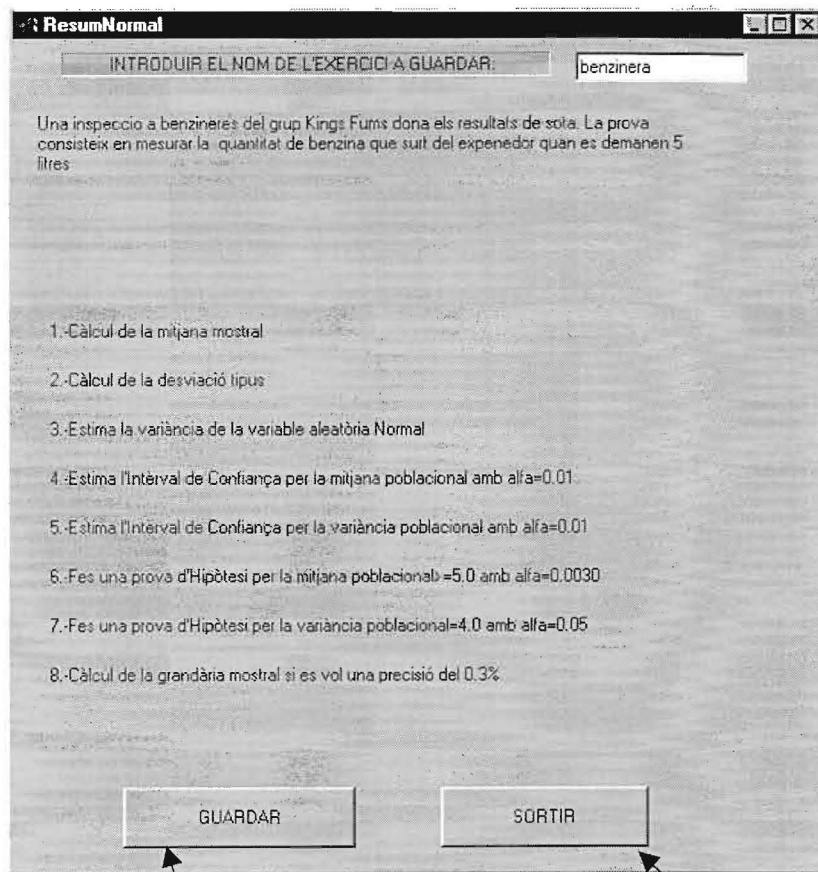 ResumNormal
INTRODUIR EL NOM DE L'EXERCICI A GUARDAR:
benzinera
Una inspeccio a benzineres del grup Kings Fums dona els resultats de sota. La prova
consisteix en mesurar la quantitat de benzina que surt del expenedor quan es demanen 5
litres
1.-Càlcul de la mitjana mostral
2.-Càlcul de la desviació tipus
3.-Estima la variància de la variable aleatòria Normal
4.-Estima l'Intèrval de Confiança per la mitjana poblacional amb alfa=0.01
5.-Estima l'Intèrval de Confiança per la variància poblacional amb alfa=0.01
6.-Fes una prova d'Hipòtesi per la mitjana poblacional =5.0 amb alfa=0.0030
7.-Fes una prova d'Hipòtesi per la variància poblacional=4.0 amb alfa=0.05
8.-Càlcul de la grandària mostral si es vol una precisió del 0.3%
GUARDAR
SORTIR